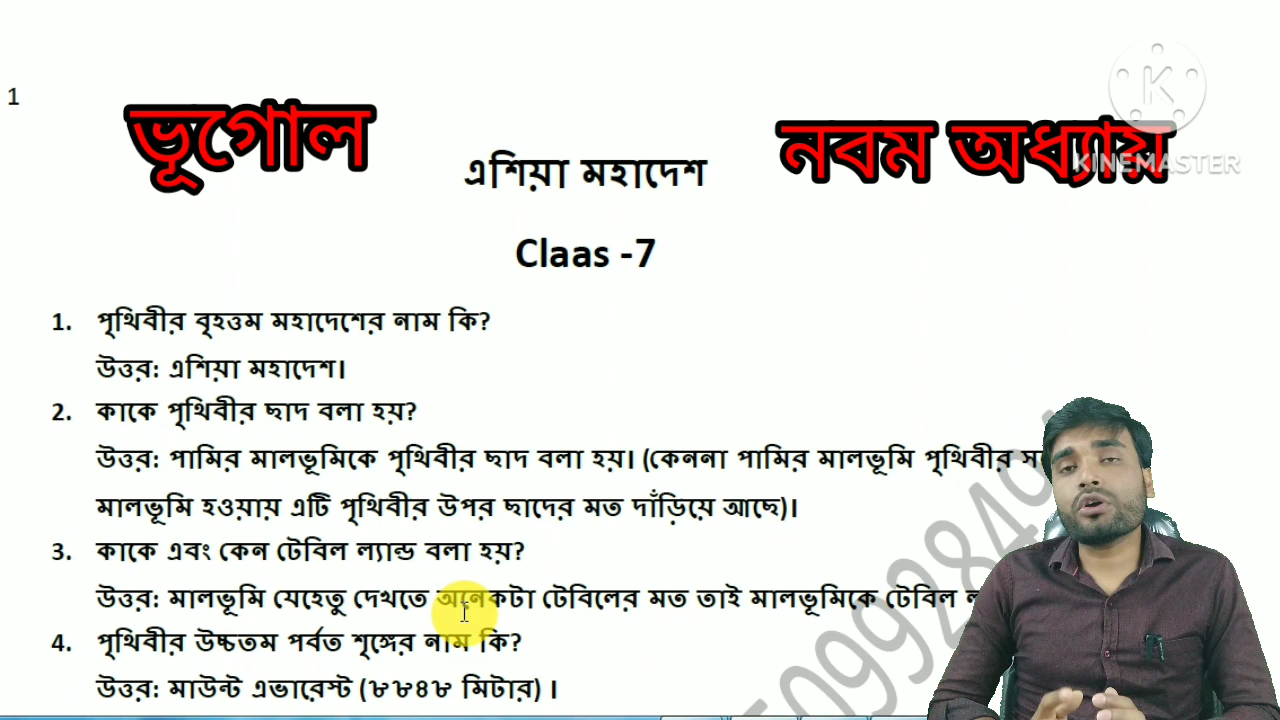 1
ভূগোল
এশিয়া মহাদেশ
নবম অধ্যায়
KINEMASTER
Claas -7
1. পৃথিবীর বৃহত্তম মহাদেশের নাম কি?
উত্তর: এশিয়া মহাদেশ।
2. কাকে পৃথিবীর ছাদ বলা হয়?
উত্তর: পামির মালভূমিকে পৃথিবীর ছাদ বলা হয়। (কেননা পামির মালভূমি পৃথিবীর
মালভূমি হওয়ায় এটি পৃথিবীর উপর ছাদের মত দাঁড়িয়ে আছে)।
3. কাকে এবং কেন টেবিল ল্যান্ড বলা হয়?
উত্তর: মালভূমি যেহেতু দেখতে অনেকটা টেবিলের মত তাই মালভূমিকে টেবিল
4. পৃথিবীর উচ্চতম পর্বত শৃঙ্গের নাম কি?
উত্তর: মাউন্ট এভারেস্ট (৮৮৪৮ মিটার) ।